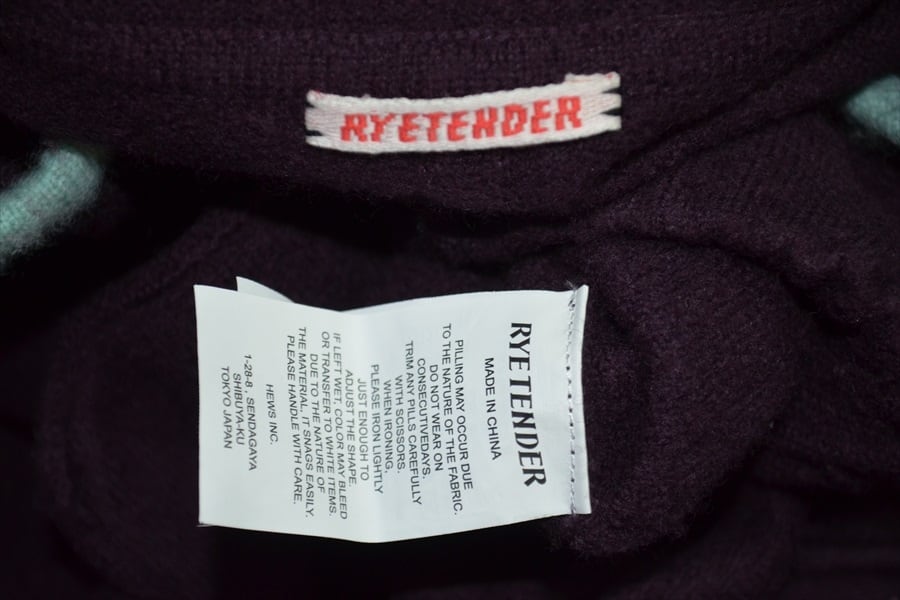 RYETENDER
RYE TENDER
MADE IN CHINA
PILLING MAY OCCUR DUE
TO THE NATURE OF THE FABRIC.
DO NOT WEAR ON
CONSECUTIVEDAYS.
TRIM ANY PILLS CAREFULLY
WITH SCISSORS.
WHEN IRONING,
PLEASE IRON LIGHTLY
JUST ENOUGH TO
ADJUST THE SHAPE.
IF LEFT WET, COLOR MAY BLEED
OR TRANSFER TO WHITE ITEMS.
DUE TO THE NATURE OF
THE MATERIAL, IT SNAGS EASILY.
PLEASE HANDLE WITH CARE.
HEWS INC.
1-28-8, SENDAGAYA
SHIBUYA-KU
TOKYO JAPAN